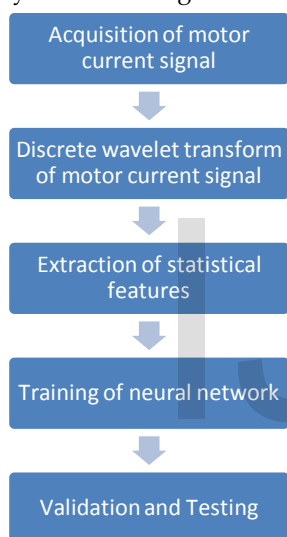 Acquisition of motor
current signal
Discrete wavelet transform
of motor current signal
Extraction of statistical
features
Training of neural network
Validation and Testing